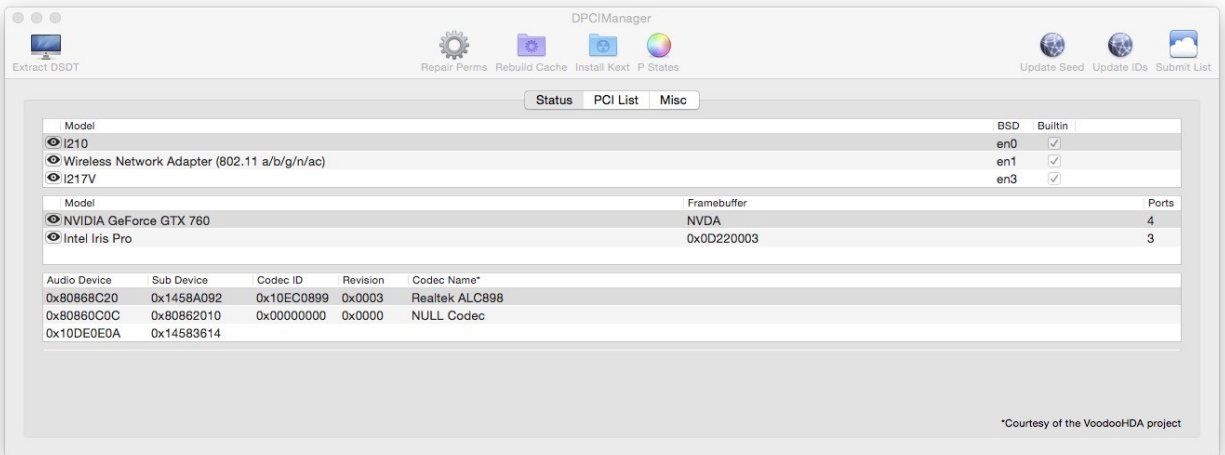 DPCIManager
Extract DSDT Repair Perms Rebuild Cache Install Kext P States Update Seed Update IDs Submit List
Status PCI List Misc
Model BSD Builtin
I210 en0
Wireless Network Adapter (802.11 a/b/g/n/ac) en1
I217V en3
Model Framebuffer Ports
NVIDIA GeForce GTX 760 NVDA 4
Intel Iris Pro 0x0D220003 3
Audio Device Sub Device Codec ID Revision Codec Name*
0x80868C20 0x1458A092 0x10EC0899 0x0003 Realtek ALC898
0x80860C0C 0x80862010 0x00000000 0x0000 NULL Codec
0x10DE0E0A 0x14583614
*Courtesy of the VoodooHDA project